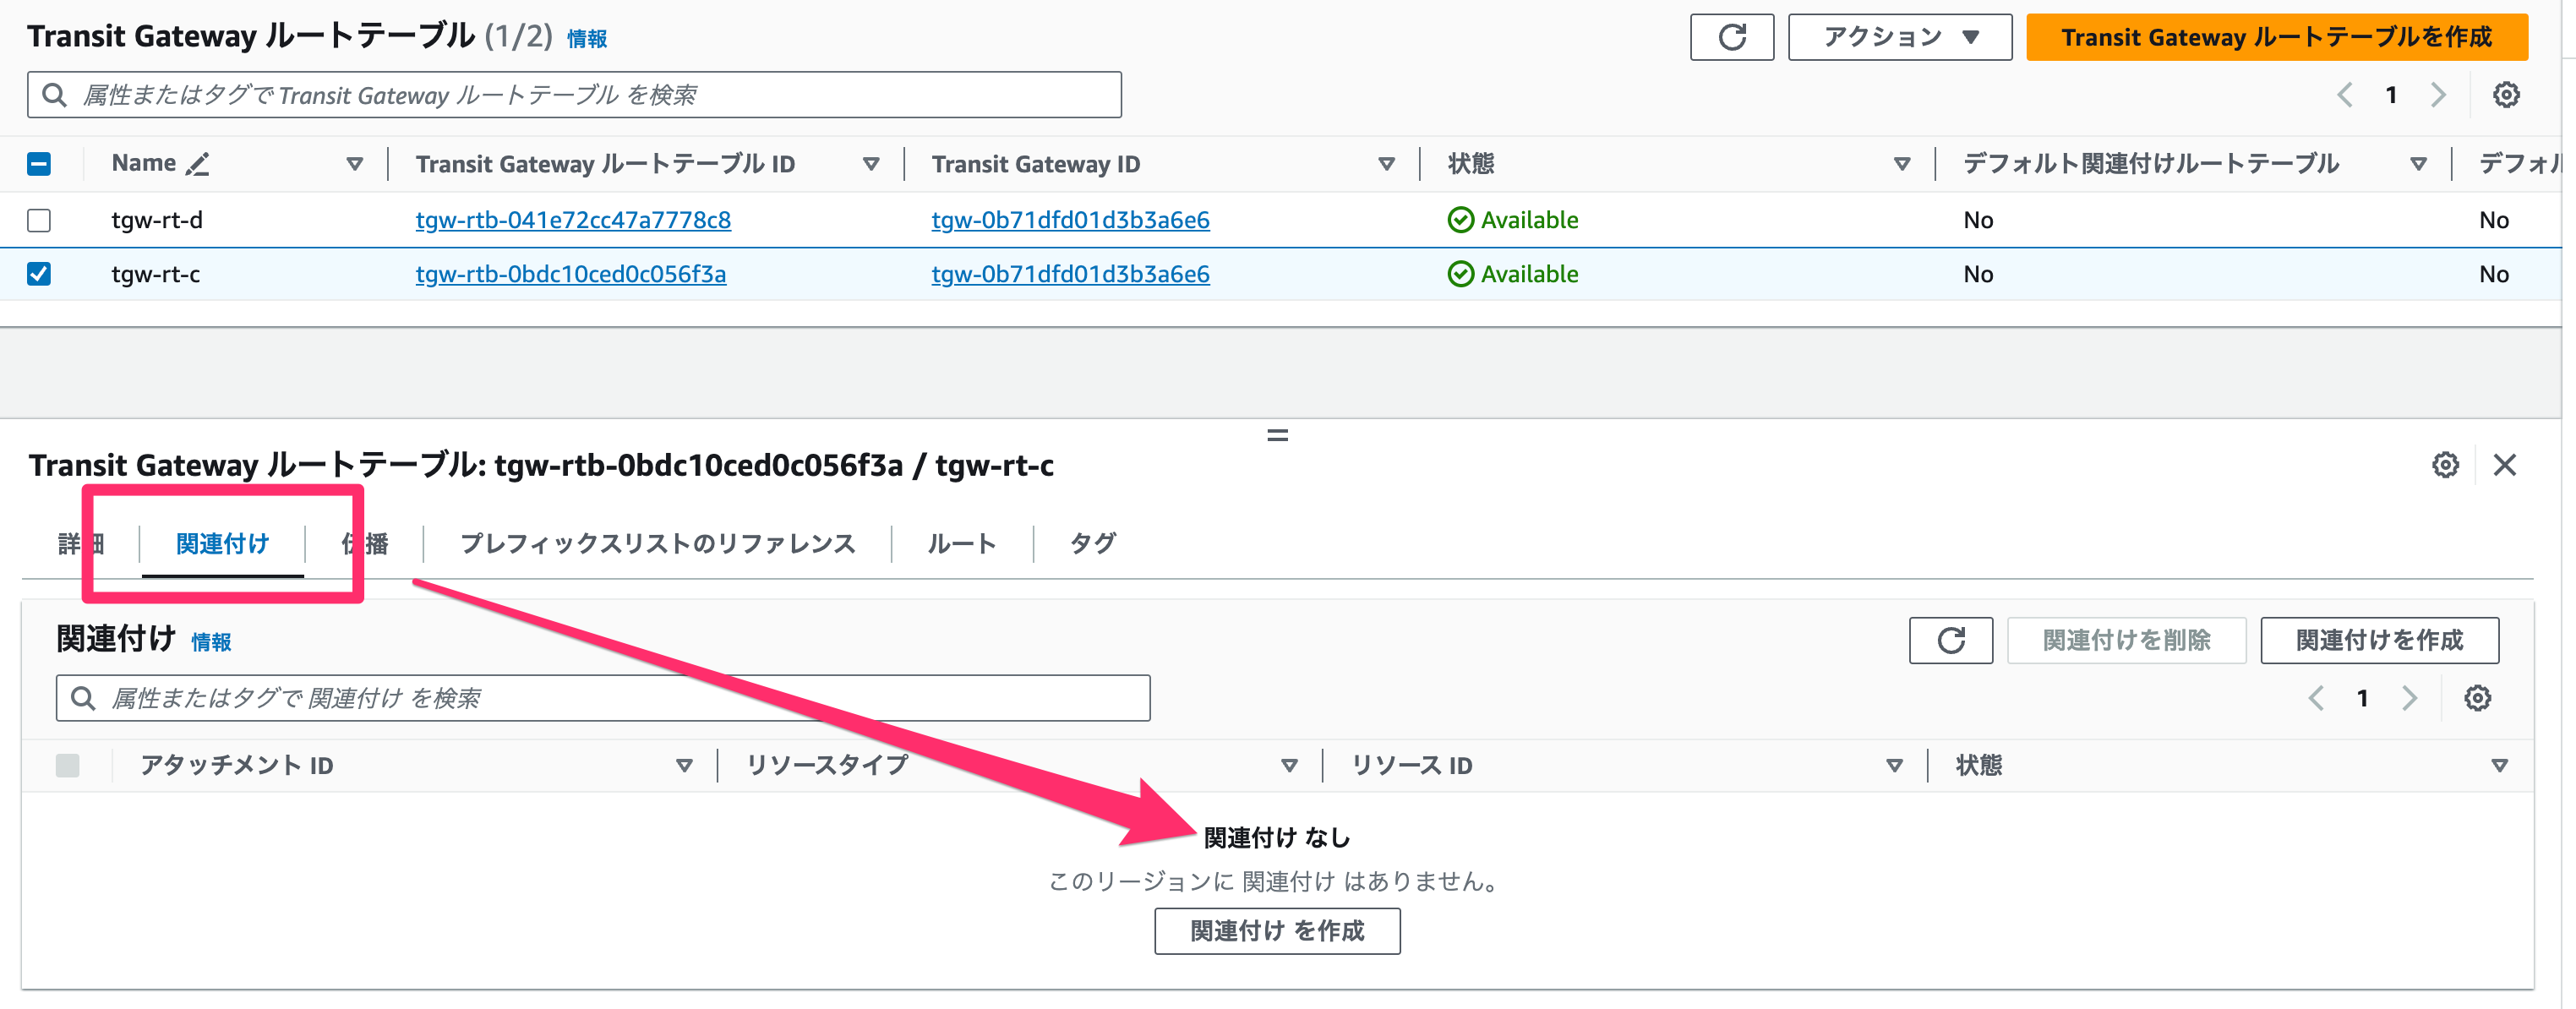 Transit Gateway ルートテーブル (1/2) 情報
アクション
Transit Gateway ルートテーブルを作成
属性またはタグで Transit Gateway ルートテーブル を検索
1
Name Transit Gateway ルートテーブル ID Transit Gateway ID 状態 デフォルト関連付けルートテーブル デフォル
tgw-rt-d tgw-rtb-041e72cc47a7778c8 tgw-0b71dfd01d3b3a6e6 Available No No
tgw-rt-c tgw-rtb-0bdc10ced0c056f3a tgw-0b71dfd01d3b3a6e6 Available No No
Transit Gateway ルートテーブル: tgw-rtb-0bdc10ced0c056f3a / tgw-rt-c
詳細 関連付け 伝播 プレフィックスリストのリファレンス ルート タグ
関連付け 情報
関連付けを削除 関連付けを作成
属性またはタグで 関連付け を検索
1
アタッチメント ID リソースタイプ リソース ID 状態
関連付け なし
このリージョンに 関連付け はありません。
関連付け を作成